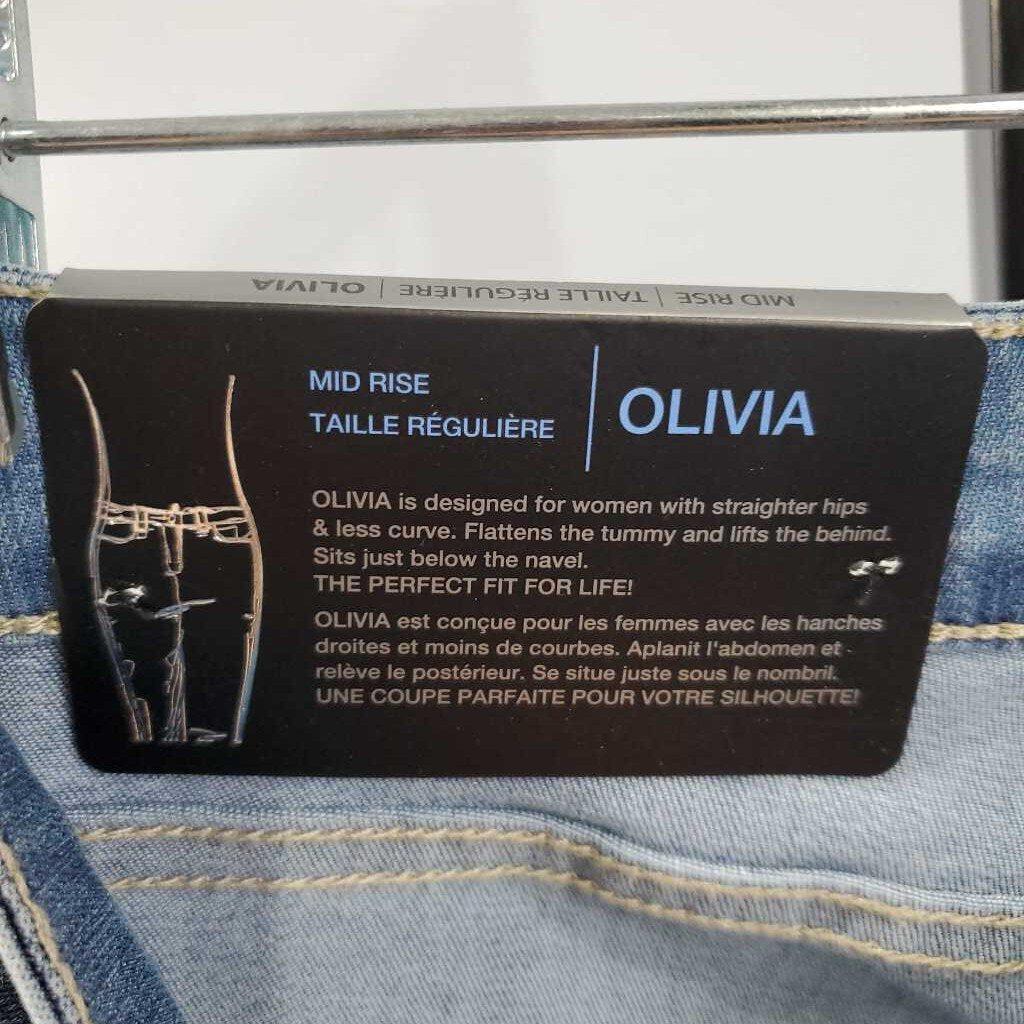 MID RISE | TAILLE RÉGULIÈRE | OLIVIA
MID RISE
TAILLE RÉGULIÈRE
OLIVIA
OLIVIA is designed for women with straighter hips
& less curve. Flattens the tummy and lifts the behind.
Sits just below the navel.
THE PERFECT FIT FOR LIFE!
OLIVIA est conçue pour les femmes avec les hanches
droites et moins de courbes. Aplanit l'abdomen et
relève le postérieur. Se situe juste sous le nombril.
UNE COUPE PARFAITE POUR VOTRE SILHOUETTE!